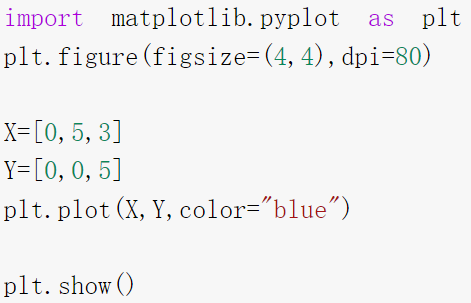 import matplotlib.pyplot as plt
plt.figure(figsize=(4,4),dpi=80)
X=[0,5,3]
Y=[0,0,5]
plt.plot(X,Y,color="blue")
plt.show()